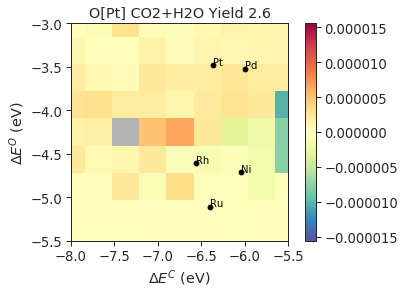 O[Pt] CO2+H2O Yield 2.6
−3.0
−3.5
−4.0
−4.5
−5.0
−5.5
ΔE^O (eV)
Pt
Pd
Rh
Ni
Ru
−8.0 −7.5 −7.0 −6.5 −6.0 −5.5
ΔE^C (eV)
0.000015
0.000010
0.000005
0.000000
−0.000005
−0.000010
−0.000015